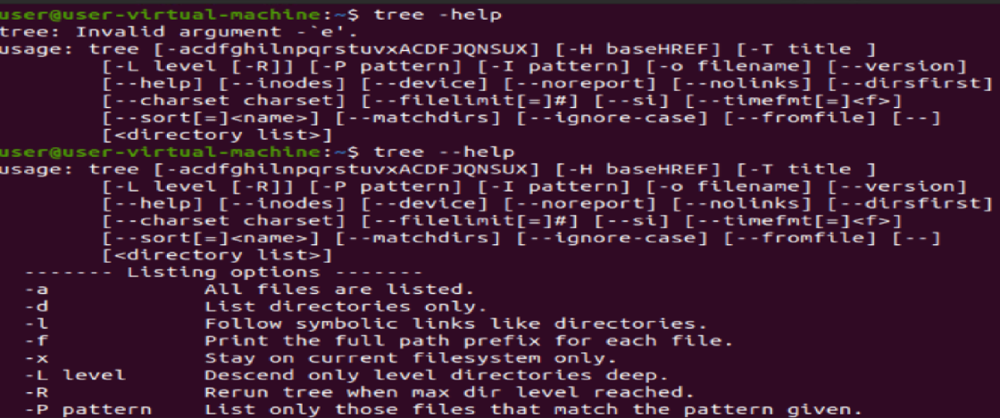 user@user-virtual-machine:~$ tree -help
tree: Invalid argument -`e'.
usage: tree [-acdfghilnpqrstuvxACDFJQNSUX] [-H baseHREF] [-T title ]
[-L level [-R]] [-P pattern] [-I pattern] [-o filename] [--version]
[--help] [--inodes] [--device] [--noreport] [--nolinks] [--dirsfirst]
[--charset charset] [--filelimit[=]#] [--si] [--timefmt[=]<f>]
[--sort[=]<name>] [--matchdirs] [--ignore-case] [--fromfile] [--]
[<directory list>]
user@user-virtual-machine:~$ tree --help
usage: tree [-acdfghilnpqrstuvxACDFJQNSUX] [-H baseHREF] [-T title ]
[-L level [-R]] [-P pattern] [-I pattern] [-o filename] [--version]
[--help] [--inodes] [--device] [--noreport] [--nolinks] [--dirsfirst]
[--charset charset] [--filelimit[=]#] [--si] [--timefmt[=]<f>]
[--sort[=]<name>] [--matchdirs] [--ignore-case] [--fromfile] [--]
[<directory list>]
------- Listing options -------
-a All files are listed.
-d List directories only.
-l Follow symbolic links like directories.
-f Print the full path prefix for each file.
-x Stay on current filesystem only.
-L level Descend only level directories deep.
-R Rerun tree when max dir level reached.
-P pattern List only those files that match the pattern given.